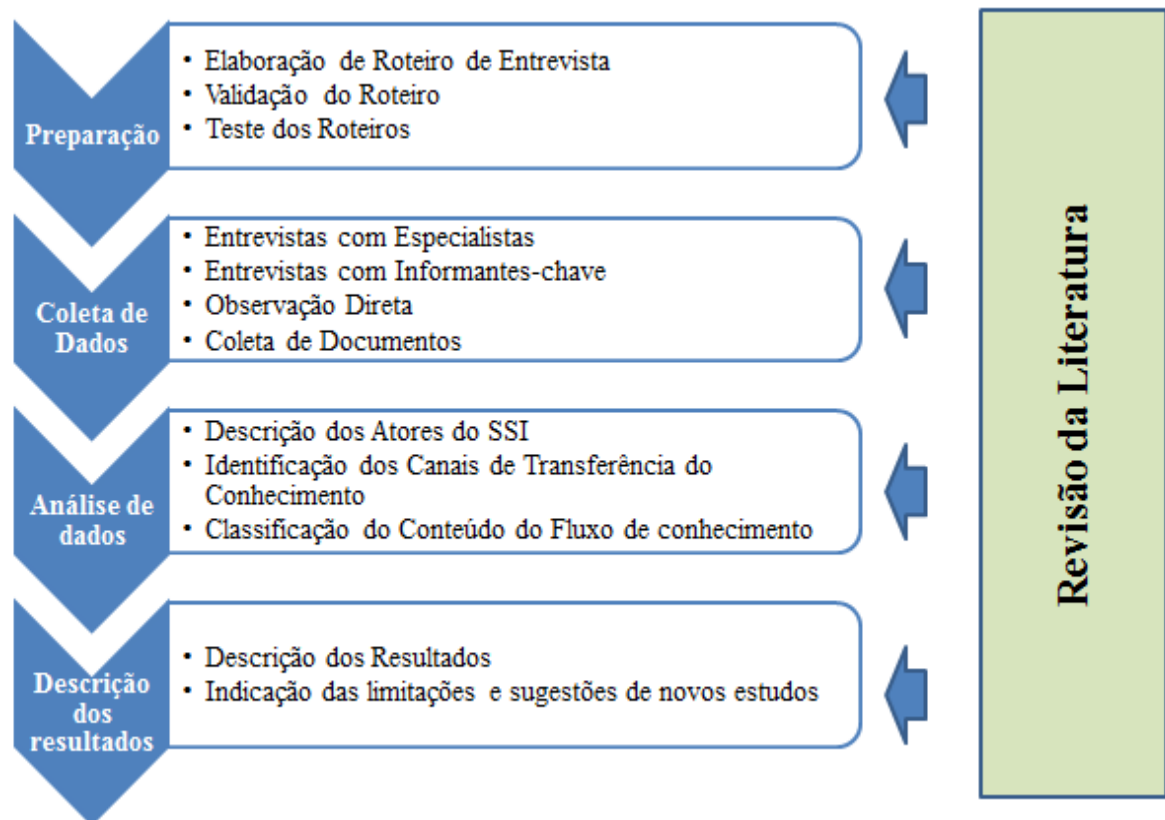 Preparação
• Elaboração de Roteiro de Entrevista
• Validação do Roteiro
• Teste dos Roteiros
Coleta de
Dados
• Entrevistas com Especialistas
• Entrevistas com Informantes-chave
• Observação Direta
• Coleta de Documentos
Análise de
dados
• Descrição dos Atores do SSI
• Identificação dos Canais de Transferência do
Conhecimento
• Classificação do Conteúdo do Fluxo de conhecimento
Descrição
dos
resultados
• Descrição dos Resultados
• Indicação das limitações e sugestões de novos estudos
Revisão da Literatura